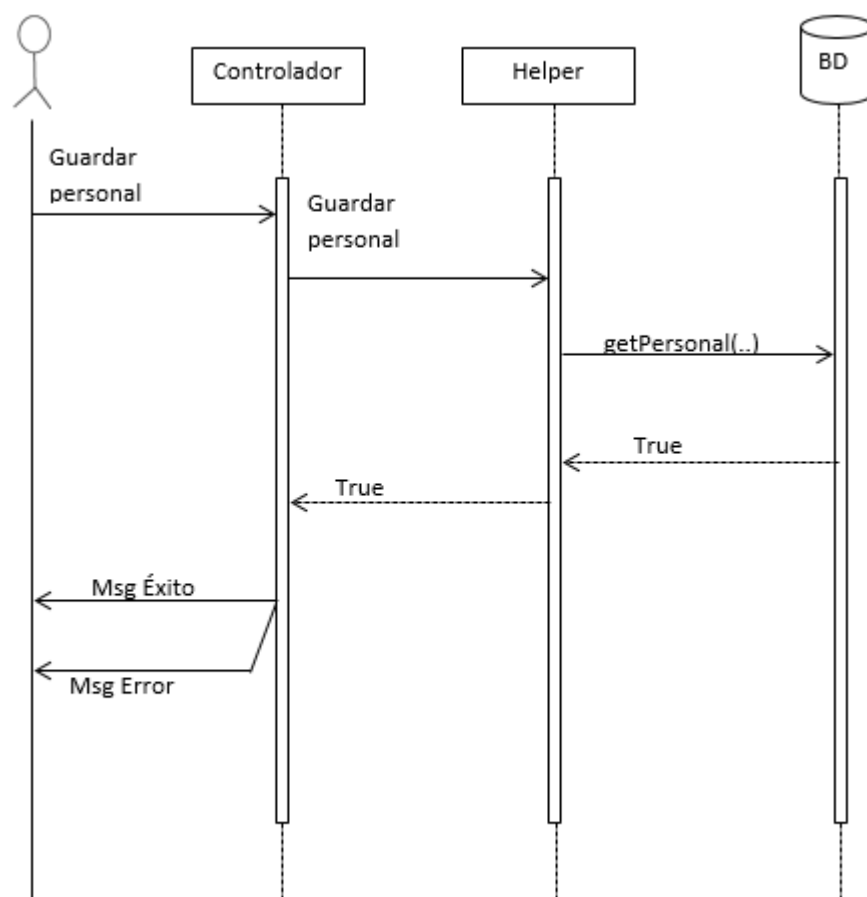 Controlador
Helper
BD
Guardar
personal
Guardar
personal
getPersonal(..)
True
True
Msg Éxito
Msg Error